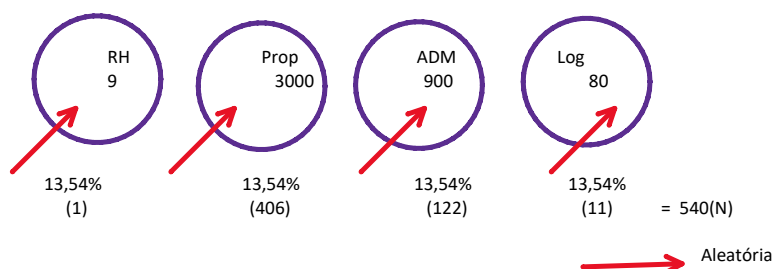 RH Prop ADM Log
9 3000 900 80
13,54% 13,54% 13,54% 13,54%
(1) (406) (122) (11) = 540(N)
Aleatória